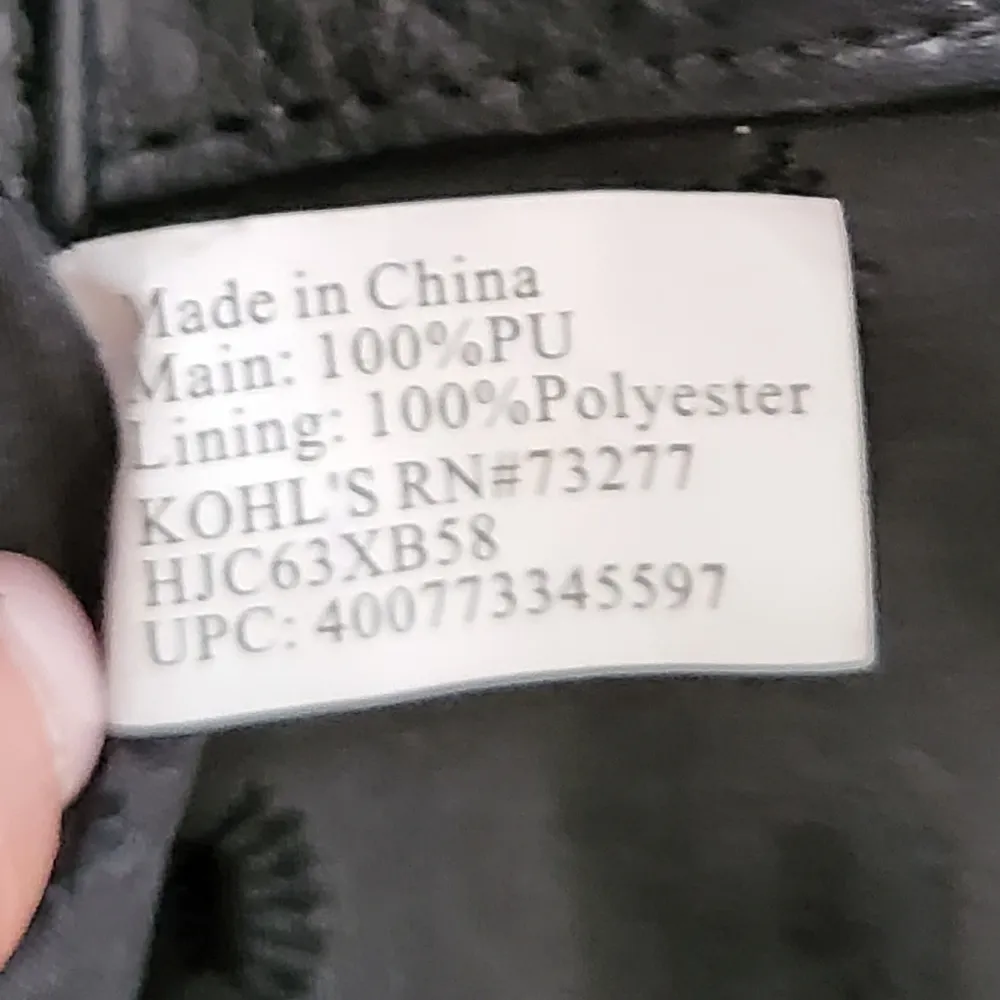 Made in China
Main: 100%PU
Lining: 100%Polyester
KOHL'S RN#73277
HJC63XB58
UPC: 400773345597